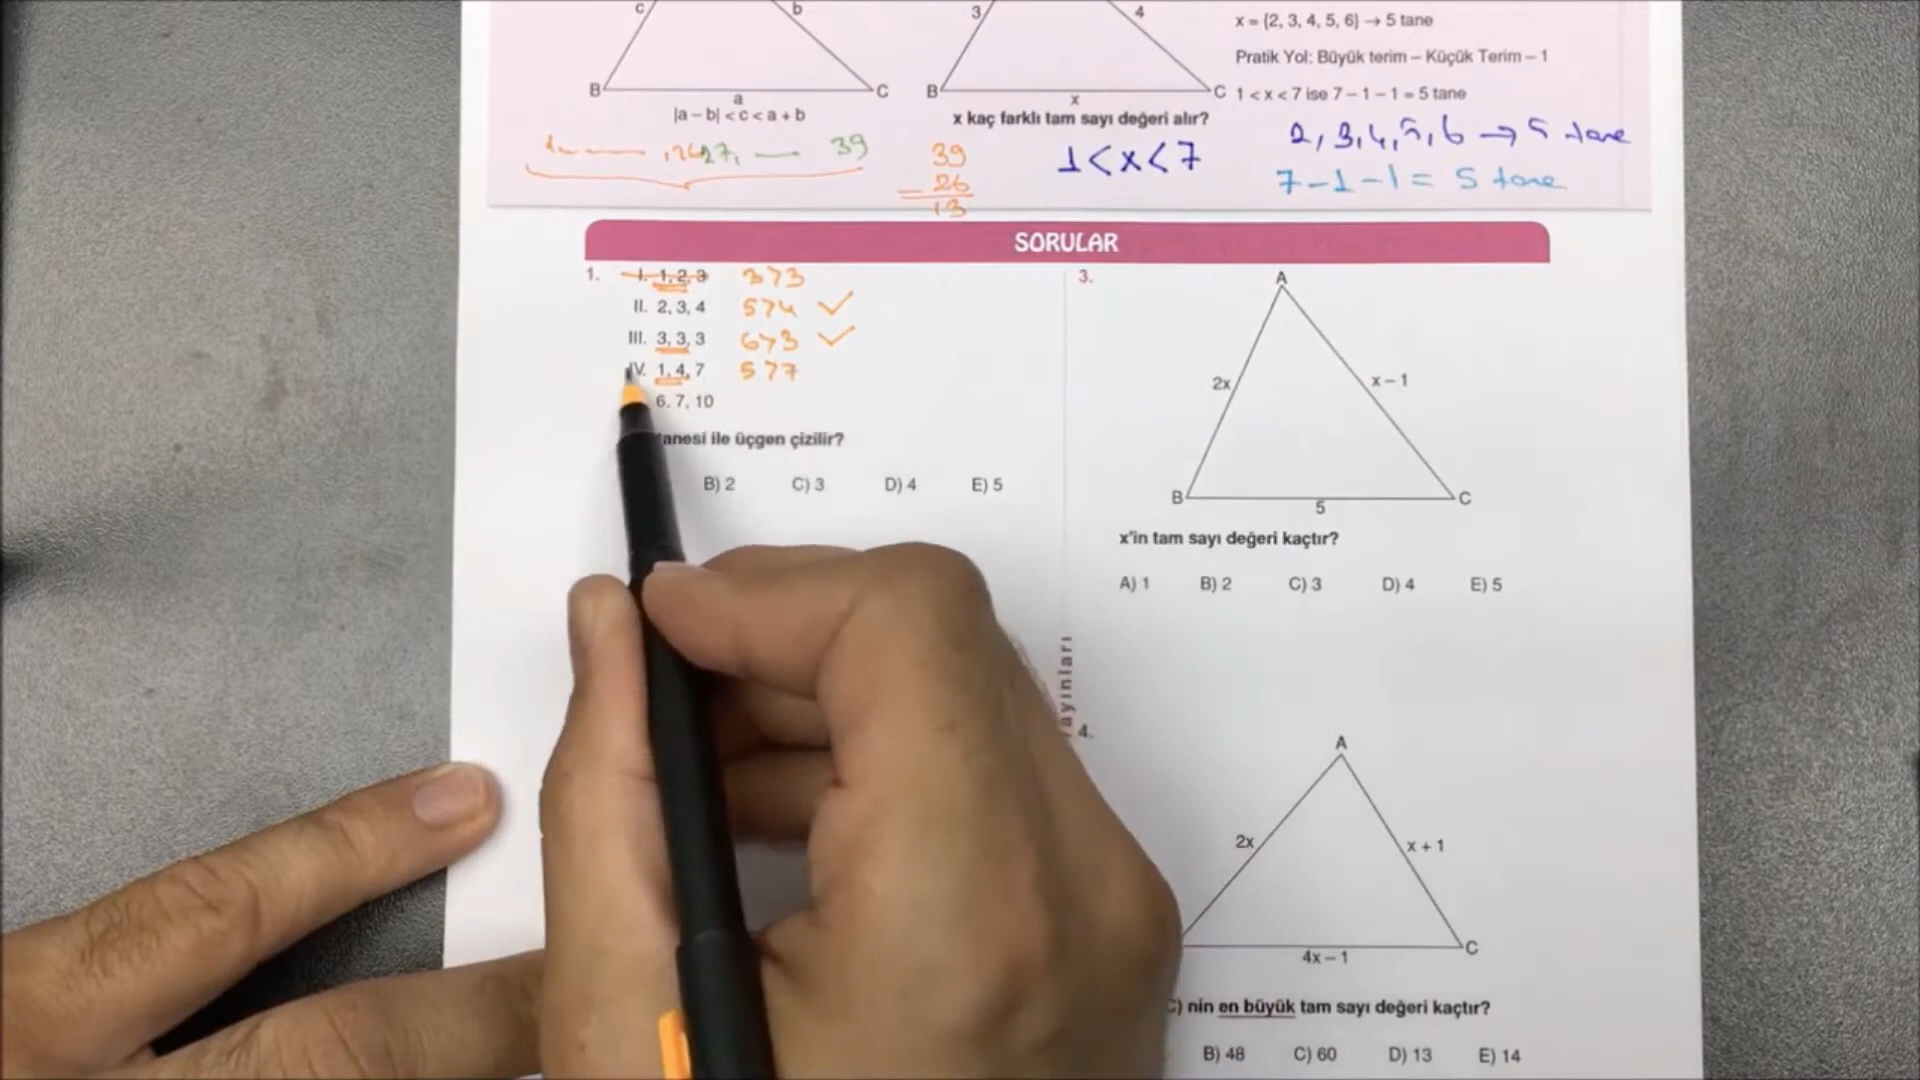 c
b
B
C
a
|a – b| < c < a + b
3
4
B
C
x
x kaç farklı tam sayı değeri alır?
x = {2, 3, 4, 5, 6} → 5 tane
Pratik Yol: Büyük terim – Küçük Terim – 1
1 < x < 7 ise 7 – 1 – 1 = 5 tane
39
39
– 26
13
1 < x < 7
2, 3, 4, 5, 6 → 5 tane
7 – 1 – 1 = 5 tane
SORULAR
1.
I. 1, 2, 3 3>3
II. 2, 3, 4 5>4 ✓
III. 3, 3, 3 6>3 ✓
IV. 1, 4, 7 5>7
6, 7, 10
tanesi ile üçgen çizilir?
B) 2 C) 3 D) 4 E) 5
3.
A
2x
x – 1
B
C
5
x'in tam sayı değeri kaçtır?
A) 1 B) 2 C) 3 D) 4 E) 5
ayınları
4.
A
2x
x + 1
C
4x – 1
nin en büyük tam sayı değeri kaçtır?
B) 48 C) 60 D) 13 E) 14